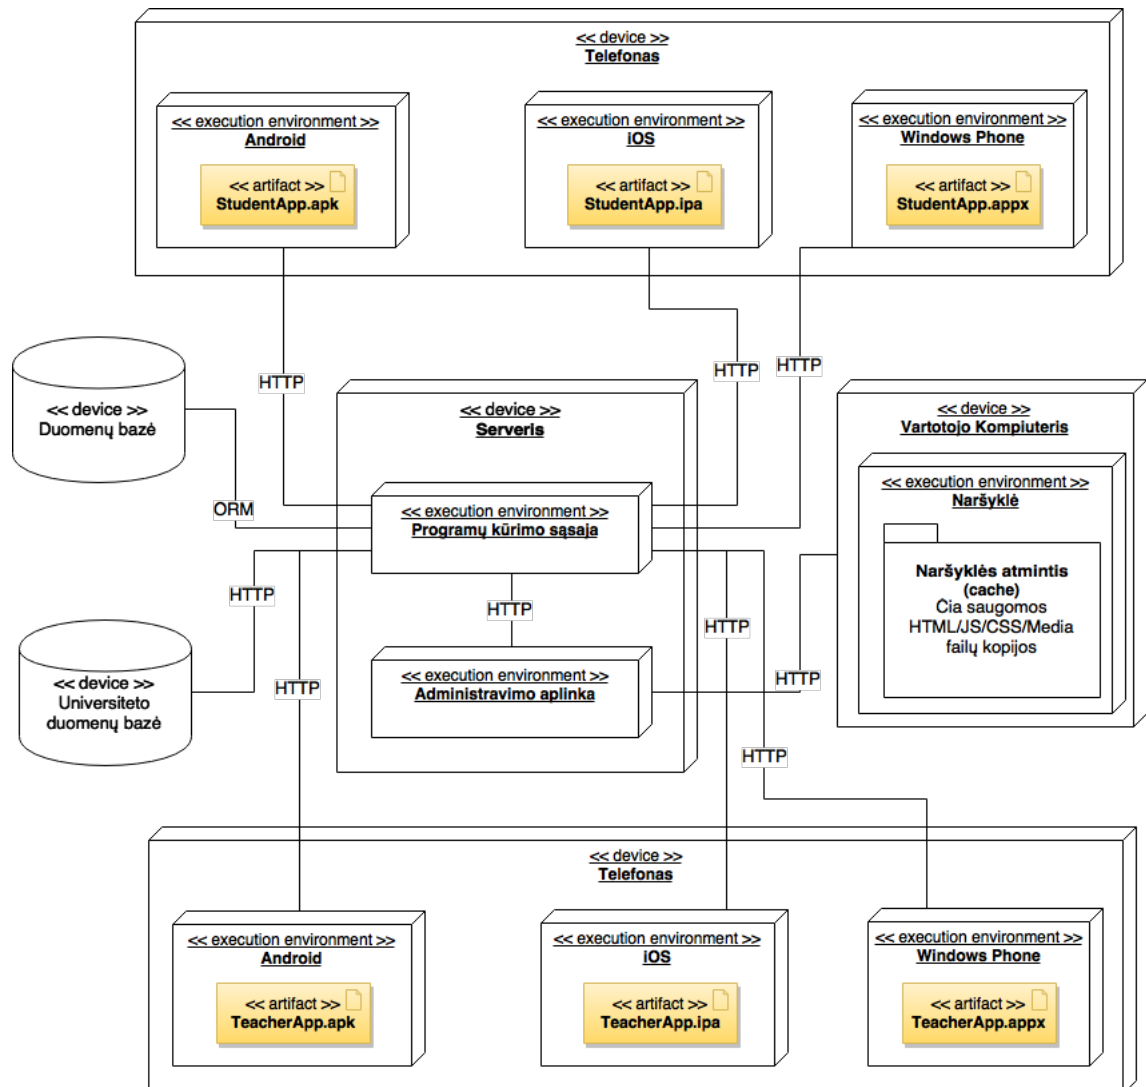 << device >>
Telefonas
<< execution environment >>
Android
<< artifact >>
StudentApp.apk
<< execution environment >>
iOS
<< artifact >>
StudentApp.ipa
<< execution environment >>
Windows Phone
<< artifact >>
StudentApp.appx
HTTP
HTTP
HTTP
<< device >>
Duomenų bazė
ORM
<< device >>
Serveris
<< execution environment >>
Programų kūrimo sąsaja
HTTP
<< execution environment >>
Administravimo aplinka
<< device >>
Vartotojo Kompiuteris
<< execution environment >>
Naršyklė
Naršyklės atmintis
(cache)
Čia saugomos
HTML/JS/CSS/Media
failų kopijos
HTTP
<< device >>
Universiteto
duomenų bazė
HTTP
HTTP
HTTP
HTTP
<< device >>
Telefonas
<< execution environment >>
Android
<< artifact >>
TeacherApp.apk
<< execution environment >>
iOS
<< artifact >>
TeacherApp.ipa
<< execution environment >>
Windows Phone
<< artifact >>
TeacherApp.appx